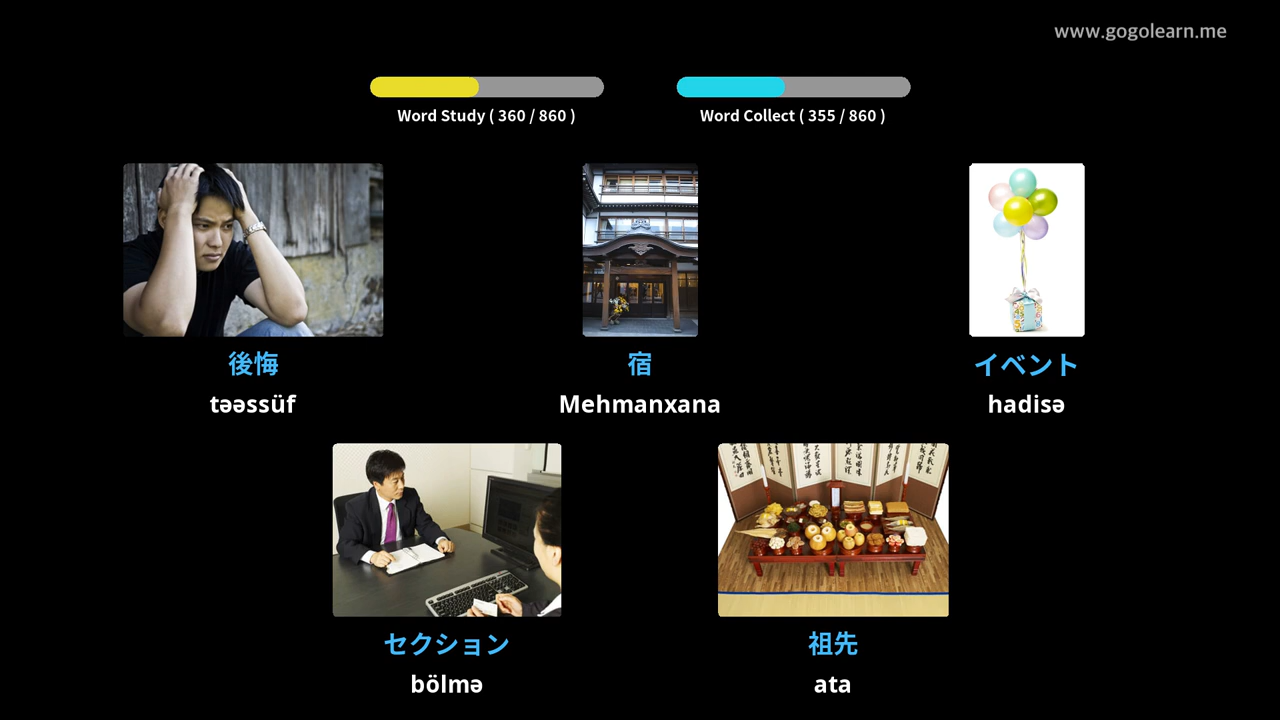 www.gogolearn.me
Word Study ( 360 / 860 )
Word Collect ( 355 / 860 )
後悔
təəssüf
宿
Mehmanxana
イベント
hadisə
セクション
bölmə
祖先
ata